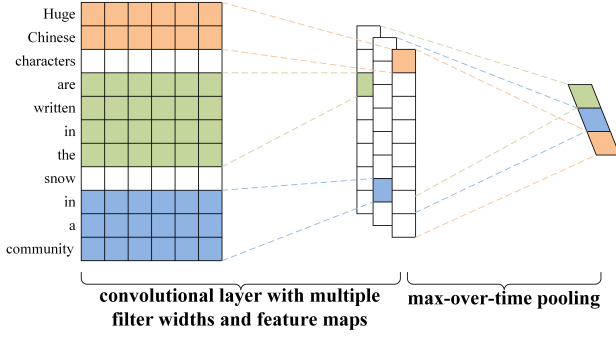 Huge
Chinese
characters
are
written
in
the
snow
in
a
community
convolutional layer with multiple
filter widths and feature maps
max-over-time pooling